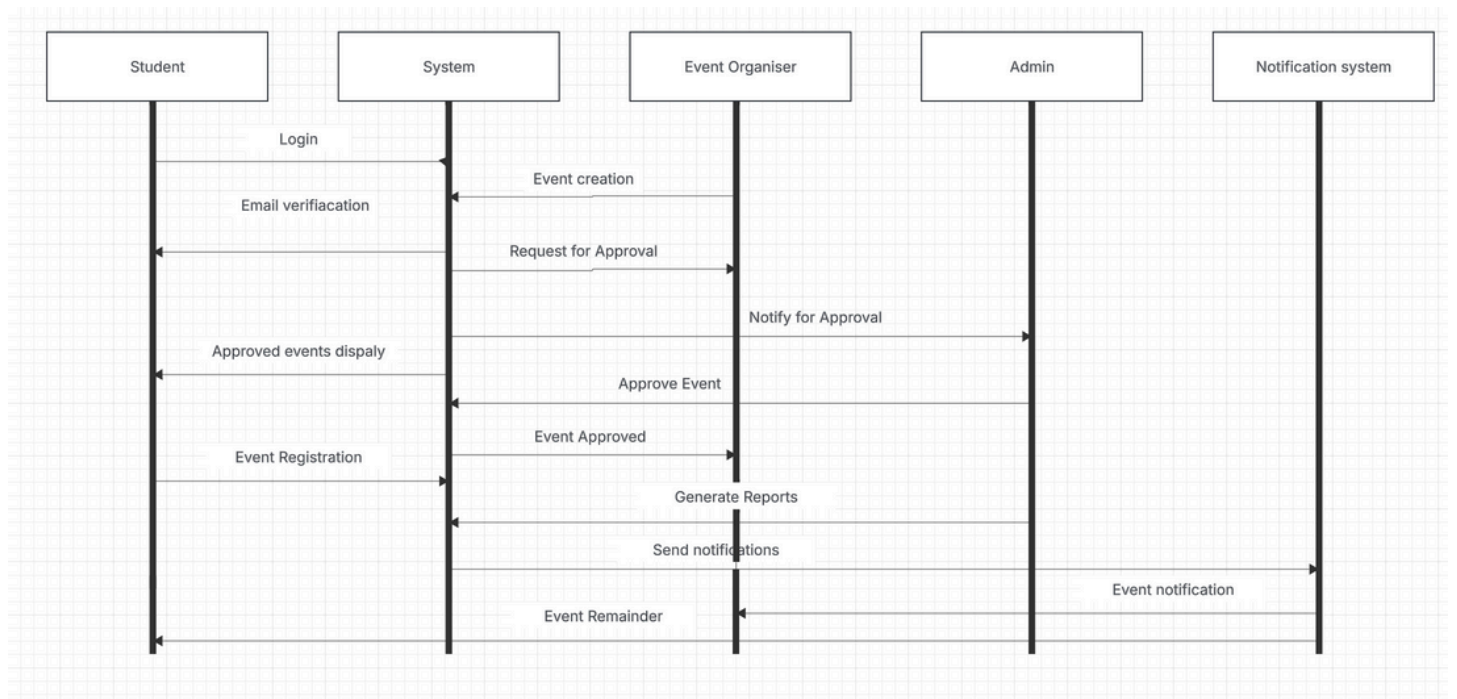 Student
System
Event Organiser
Admin
Notification system
Login
Event creation
Email verifiacation
Request for Approval
Notify for Approval
Approved events dispaly
Approve Event
Event Approved
Event Registration
Generate Reports
Send notifications
Event notification
Event Remainder